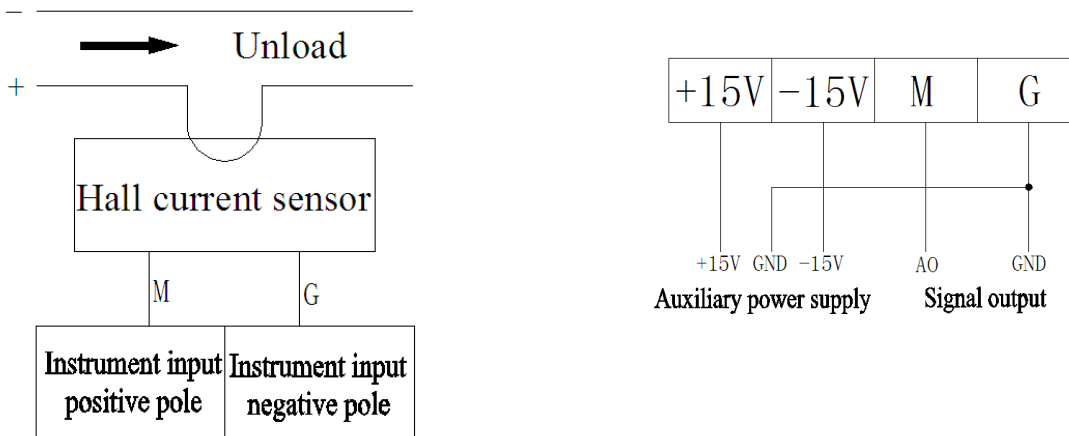 −
Unload
+
Hall current sensor
M
G
Instrument input
positive pole
Instrument input
negative pole
+15V
-15V
M
G
+15V GND -15V
AO
GND
Auxiliary power supply
Signal output